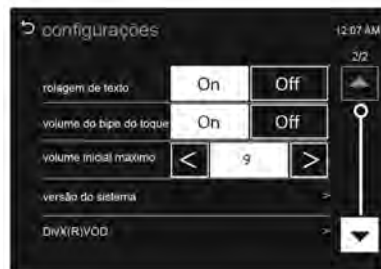 configurações 12:07 AM
2/2
rolagem de texto On Off
volume do bipe do toque On Off
volume inicial maximo < 9 >
versão do sistema >
DivX(R)VOD >